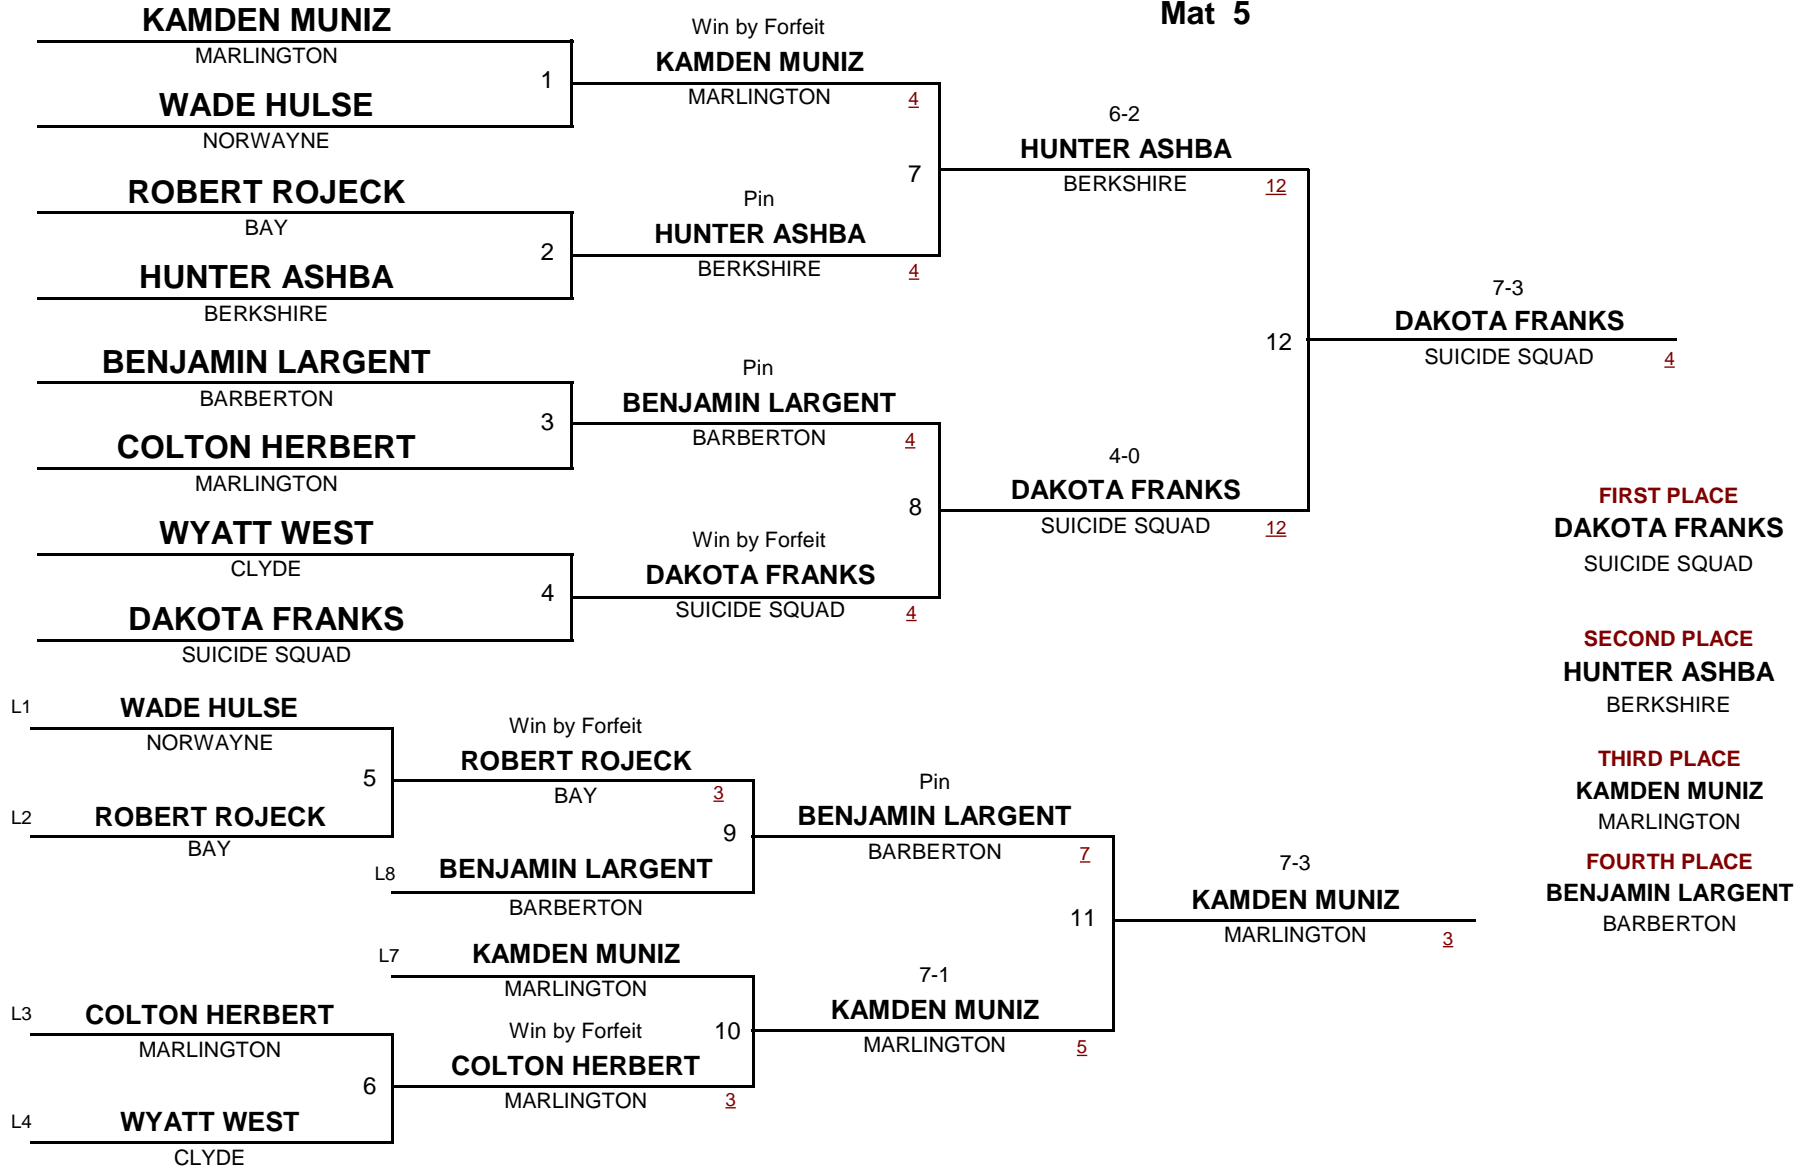 Mat 5
KAMDEN MUNIZ
MARLINGTON
1
WADE HULSE
NORWAYNE
ROBERT ROJECK
BAY
2
HUNTER ASHBA
BERKSHIRE
BENJAMIN LARGENT
BARBERTON
3
COLTON HERBERT
MARLINGTON
WYATT WEST
CLYDE
4
DAKOTA FRANKS
SUICIDE SQUAD
Win by Forfeit
KAMDEN MUNIZ
MARLINGTON 4
7
Pin
HUNTER ASHBA
BERKSHIRE 4
Pin
BENJAMIN LARGENT
BARBERTON 4
8
Win by Forfeit
DAKOTA FRANKS
SUICIDE SQUAD 4
6-2
HUNTER ASHBA
BERKSHIRE 12
12
4-0
DAKOTA FRANKS
SUICIDE SQUAD 12
7-3
DAKOTA FRANKS
SUICIDE SQUAD 4
L1 WADE HULSE
NORWAYNE
5
L2 ROBERT ROJECK
BAY
Win by Forfeit
ROBERT ROJECK
BAY 3
9
L8 BENJAMIN LARGENT
BARBERTON
L7 KAMDEN MUNIZ
MARLINGTON
10
L3 COLTON HERBERT
MARLINGTON
6
L4 WYATT WEST
CLYDE
Win by Forfeit
COLTON HERBERT
MARLINGTON 3
Pin
BENJAMIN LARGENT
BARBERTON 7
11
7-1
KAMDEN MUNIZ
MARLINGTON 5
7-3
KAMDEN MUNIZ
MARLINGTON 3
FIRST PLACE
DAKOTA FRANKS
SUICIDE SQUAD
SECOND PLACE
HUNTER ASHBA
BERKSHIRE
THIRD PLACE
KAMDEN MUNIZ
MARLINGTON
FOURTH PLACE
BENJAMIN LARGENT
BARBERTON